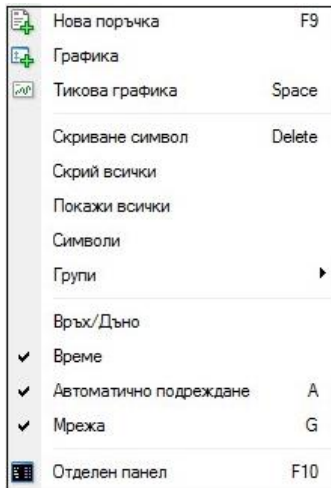 Нова поръчка F9
Графика
Тикова графика Space
Скриване символ Delete
Скрий всички
Покажи всички
Символи
Групи
Връх/Дъно
Време
Автоматично подреждане A
Мрежа G
Отделен панел F10